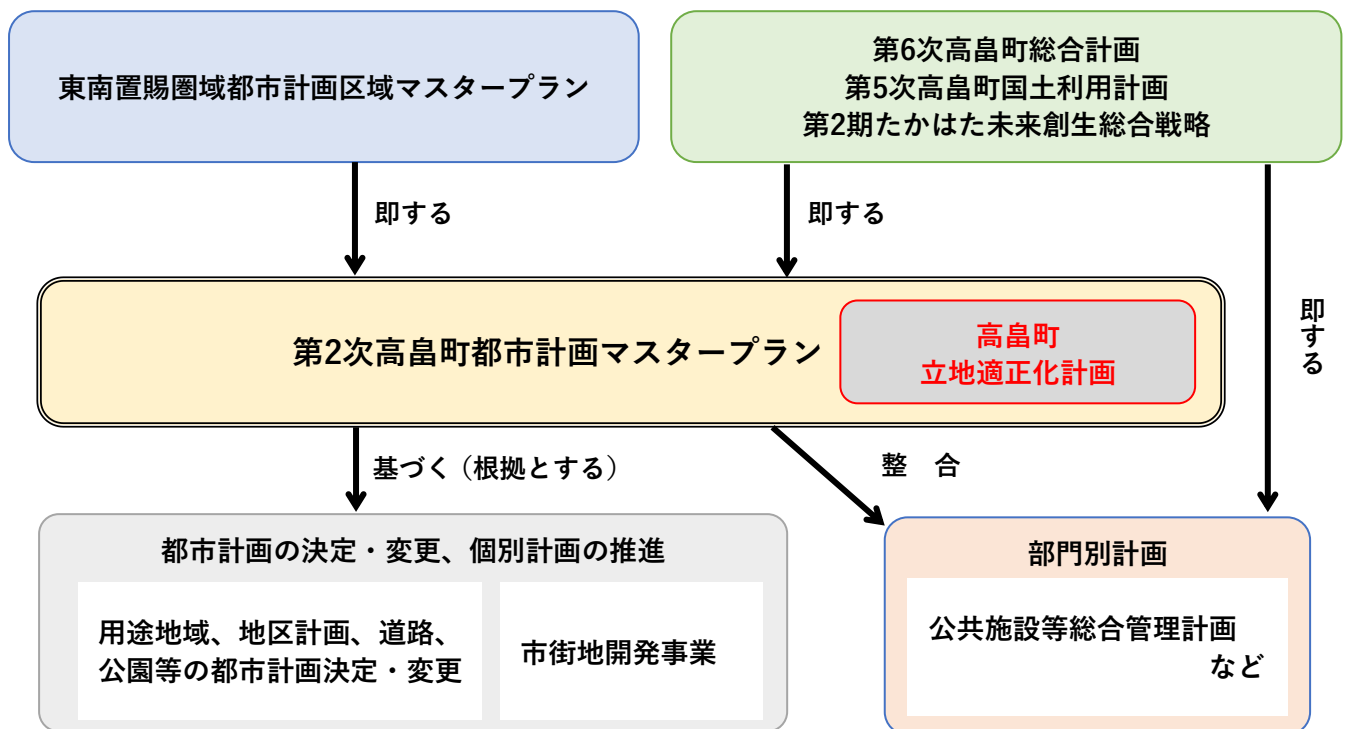 東南置賜圏域都市計画区域マスタープラン
第6次高畠町総合計画
第5次高畠町国土利用計画
第2期たかはた未来創生総合戦略
即する
即する
即する
第2次高畠町都市計画マスタープラン
高畠町
立地適正化計画
基づく（根拠とする）
整　合
都市計画の決定・変更、個別計画の推進
用途地域、地区計画、道路、
公園等の都市計画決定・変更
市街地開発事業
部門別計画
公共施設等総合管理計画
など